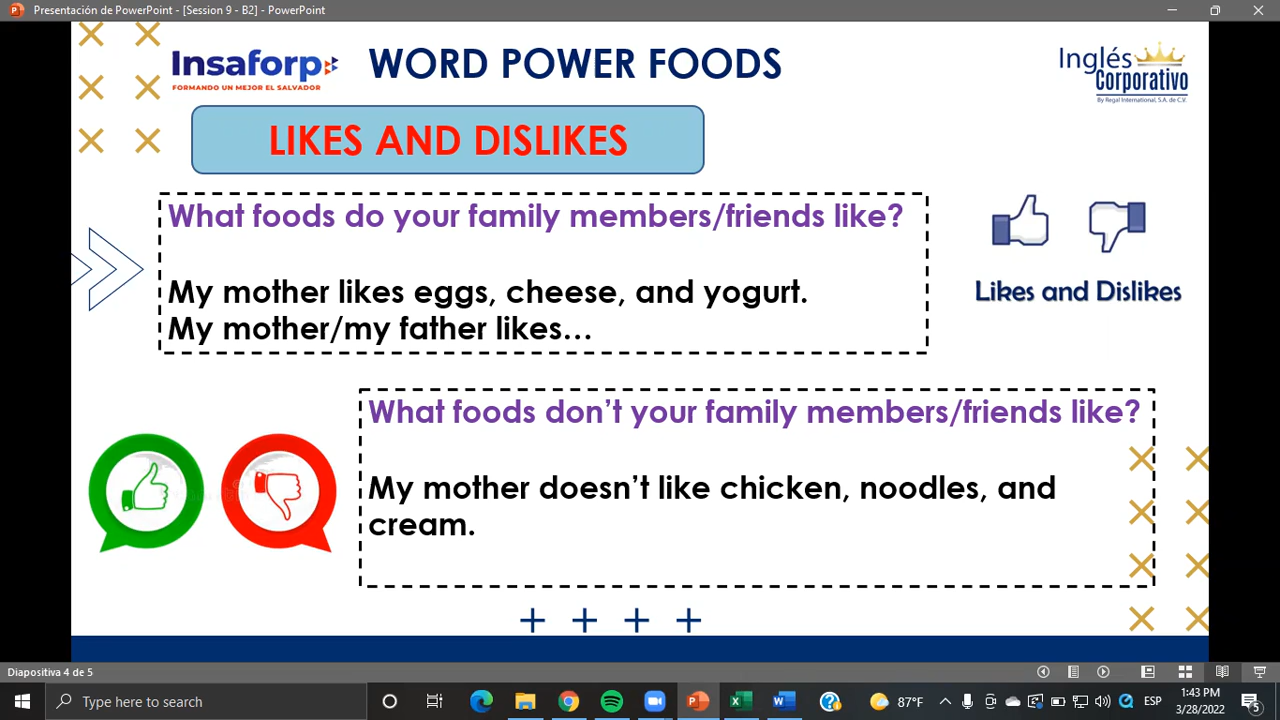 Presentación de PowerPoint - [Session 9 - B2] - PowerPoint
Insaforp
FORMANDO UN MEJOR EL SALVADOR
WORD POWER FOODS
Inglés
Corporativo
By Regal International, S.A. de C.V.
LIKES AND DISLIKES
What foods do your family members/friends like?
My mother likes eggs, cheese, and yogurt.
My mother/my father likes…
Likes and Dislikes
What foods don’t your family members/friends like?
My mother doesn’t like chicken, noodles, and
cream.
Diapositiva 4 de 5
Type here to search
87°F
ESP
1:43 PM
3/28/2022
5